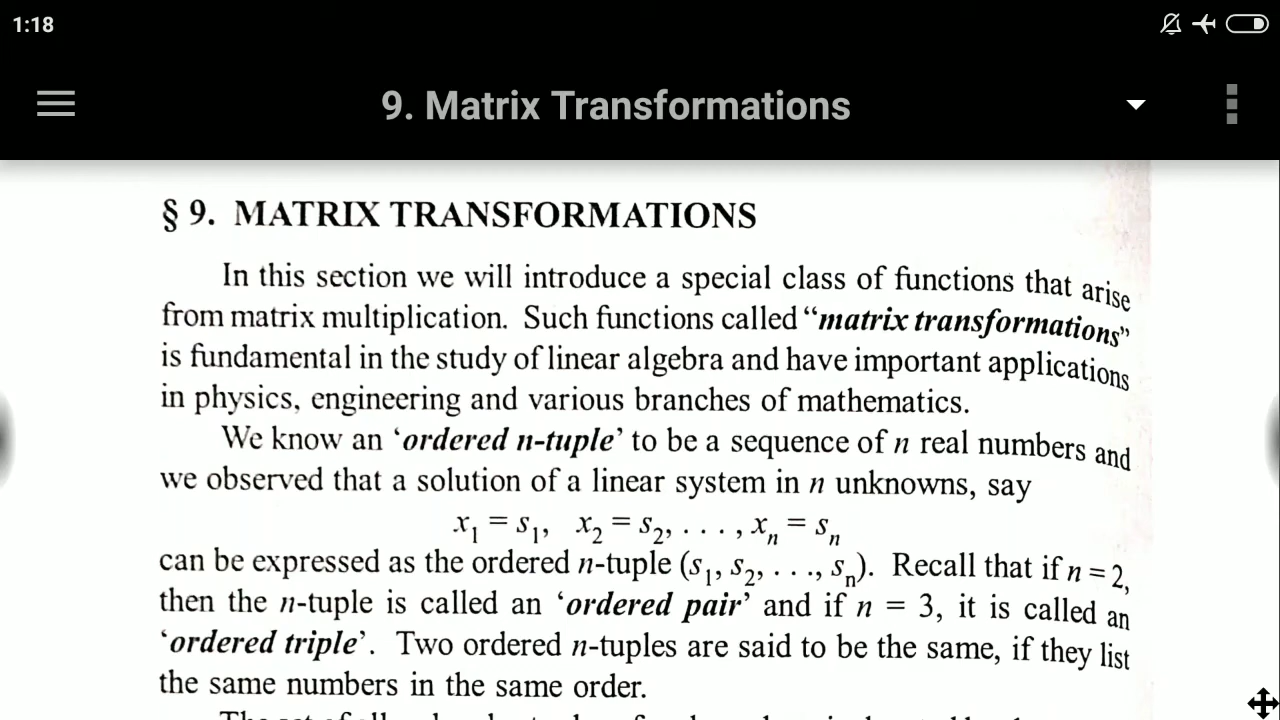 1:18
9. Matrix Transformations
§ 9. MATRIX TRANSFORMATIONS
In this section we will introduce a special class of functions that arise
from matrix multiplication. Such functions called “matrix transformations”
is fundamental in the study of linear algebra and have important applications
in physics, engineering and various branches of mathematics.
We know an ‘ordered n-tuple’ to be a sequence of n real numbers and
we observed that a solution of a linear system in n unknowns, say
x₁ = s₁, x₂ = s₂, . . . , xₙ = sₙ
can be expressed as the ordered n-tuple (s₁, s₂, . . ., sₙ). Recall that if n = 2,
then the n-tuple is called an ‘ordered pair’ and if n = 3, it is called an
‘ordered triple’. Two ordered n-tuples are said to be the same, if they list
the same numbers in the same order.